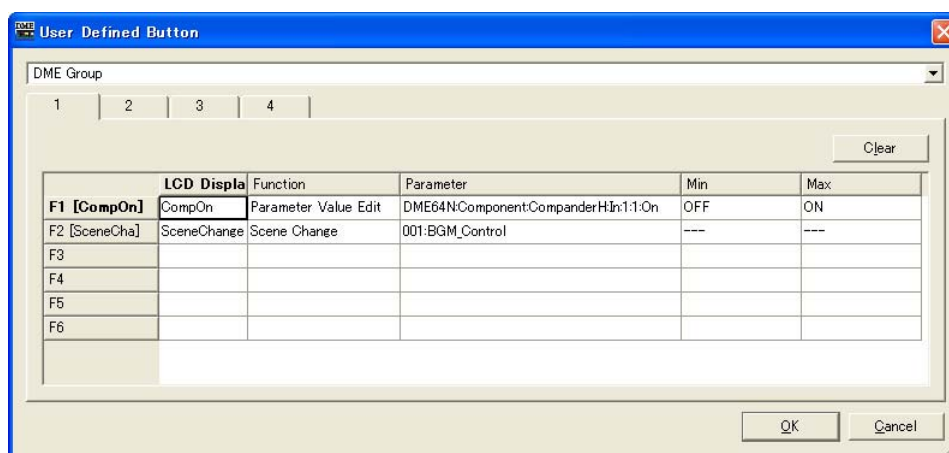 DME User Defined Button
DME Group
1 2 3 4
Clear
LCD Displa Function Parameter Min Max
F1 [CompOn] CompOn Parameter Value Edit DME64N:Component:CompanderH:In:1:1:On OFF ON
F2 [SceneCha] SceneChange Scene Change 001:BGM_Control --- ---
F3
F4
F5
F6
OK Cancel